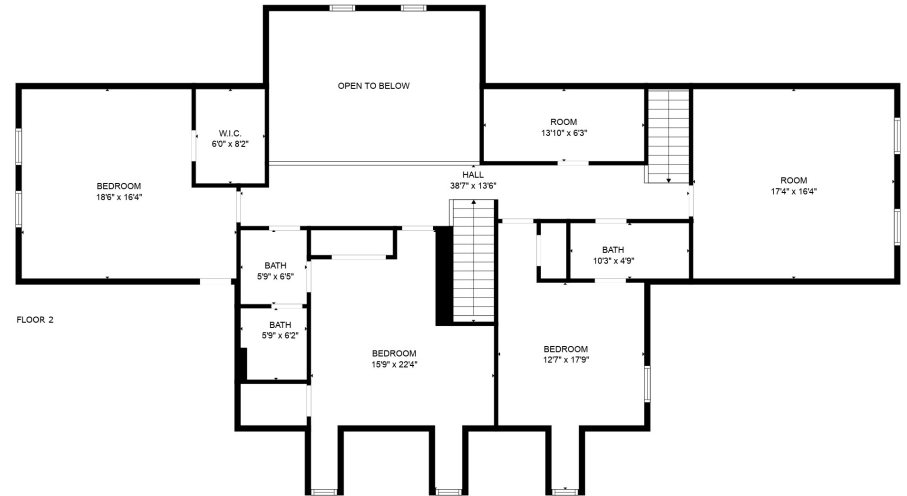 OPEN TO BELOW
W.I.C.
6'0" x 8'2"
ROOM
13'10" x 6'3"
BEDROOM
18'6" x 16'4"
HALL
38'7" x 13'6"
ROOM
17'4" x 16'4"
BATH
5'9" x 6'5"
BATH
10'3" x 4'9"
FLOOR 2
BATH
5'9" x 6'2"
BEDROOM
15'9" x 22'4"
BEDROOM
12'7" x 17'9"